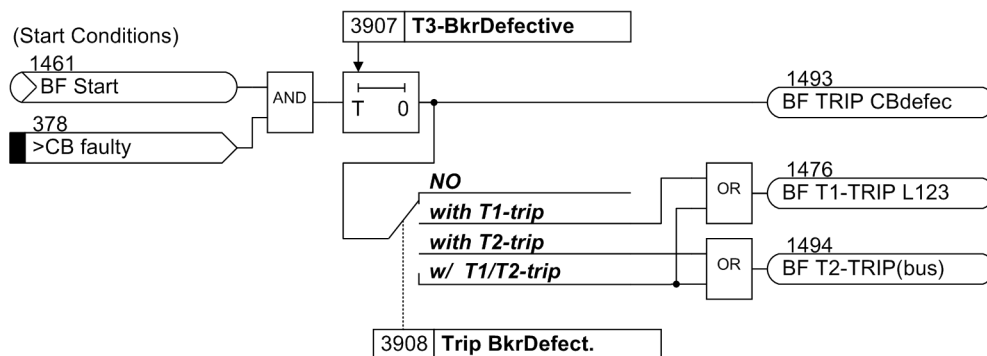 3907 T3-BkrDefective
(Start Conditions)
1461
BF Start
AND
T 0
1493
BF TRIP CBdefec
378
>CB faulty
NO
with T1-trip
OR
1476
BF T1-TRIP L123
with T2-trip
w/ T1/T2-trip
OR
1494
BF T2-TRIP(bus)
3908 Trip BkrDefect.